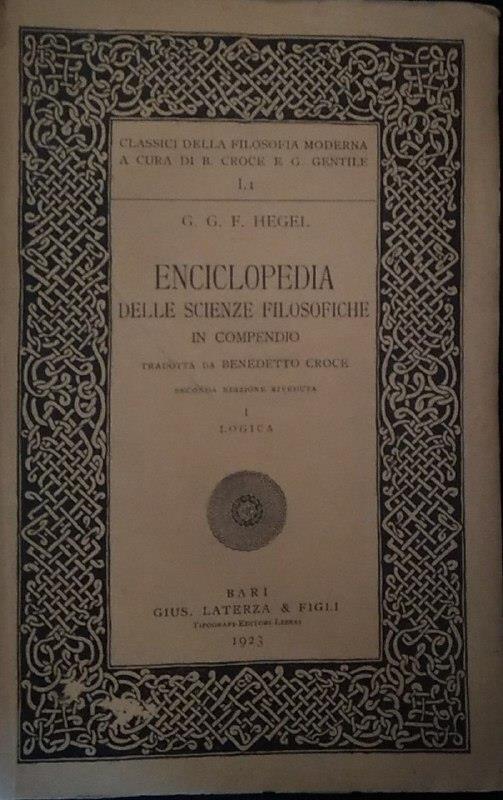 CLASSICI DELLA FILOSOFIA MODERNA
A CURA DI B. CROCE E G. GENTILE
I.1
G. G. F. HEGEL
ENCICLOPEDIA
DELLE SCIENZE FILOSOFICHE
IN COMPENDIO
TRADOTTA DA BENEDETTO CROCE
SECONDA EDIZIONE RIVEDUTA
I
LOGICA
BARI
GIUS. LATERZA & FIGLI
TIPOGRAFI-EDITORI-LIBRAI
1923